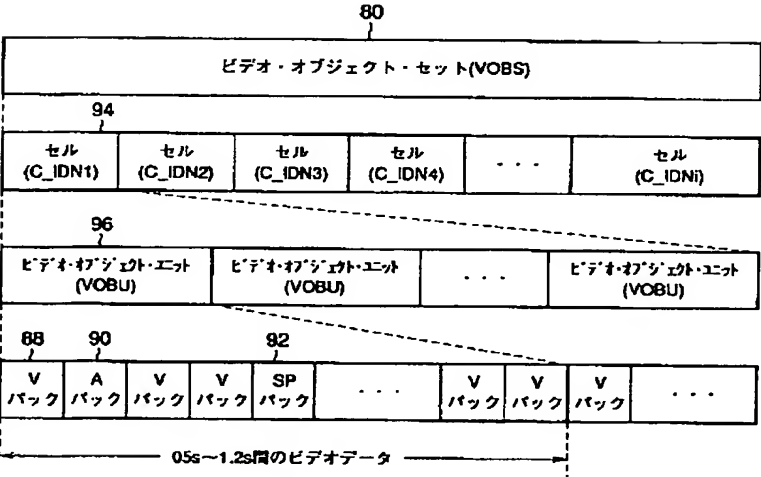 80
ビデオ・オブジェクト・セット(VOBS)
94
セル セル セル セル ・・・ セル
(C_IDN1) (C_IDN2) (C_IDN3) (C_IDN4) (C_IDNi)
96
ビデオ・オブジェクト・ユニット ビデオ・オブジェクト・ユニット ・・・ ビデオ・オブジェクト・ユニット
(VOBU) (VOBU) (VOBU)
88 90 92
V A V V SP ・・・ V V V ・・・
パック パック パック パック パック パック パック パック
05s～1.2s間のビデオデータ